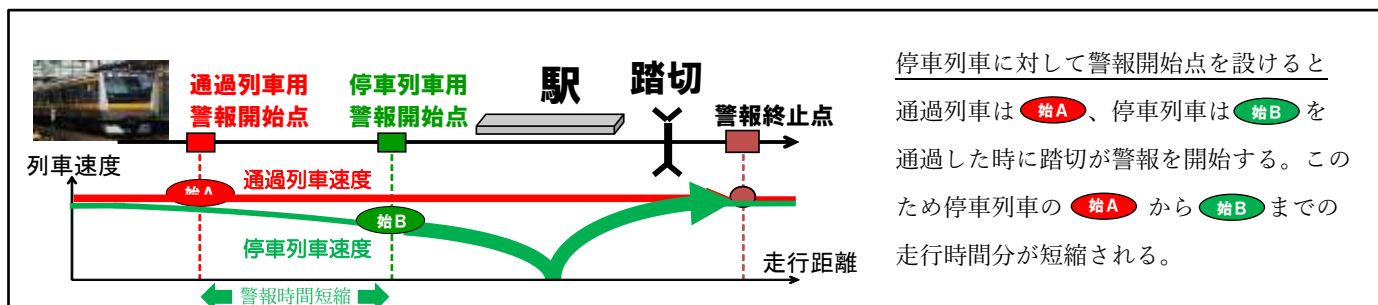 通過列車用
警報開始点
停車列車用
警報開始点
駅
踏切
警報終止点
列車速度
始A
通過列車速度
始B
停車列車速度
走行距離
警報時間短縮
停車列車に対して警報開始点を設けると
通過列車は 始A 、停車列車は 始B を
通過した時に踏切が警報を開始する。この
ため停車列車の 始A から 始B までの
走行時間分が短縮される。